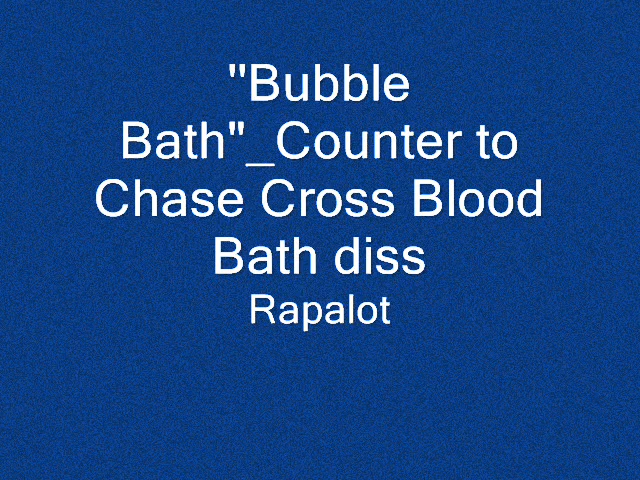 "Bubble
Bath"_Counter to
Chase Cross Blood
Bath diss
Rapalot